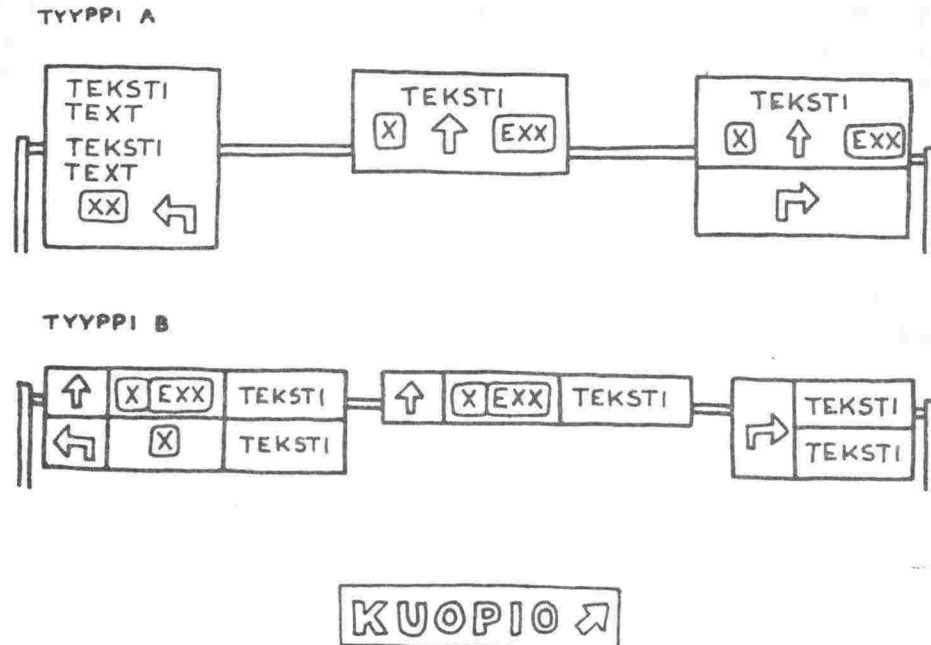 TYYPPI A
TEKSTI
TEXT
TEKSTI
TEXT
XX
TEKSTI
X EXX
TEKSTI
X EXX
TYYPPI B
X EXX TEKSTI
X TEKSTI
X EXX TEKSTI
TEKSTI
TEKSTI
KUOPIO